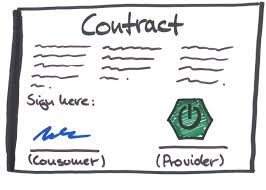 Contract
Sign here:
(Consumer)
(Provider)